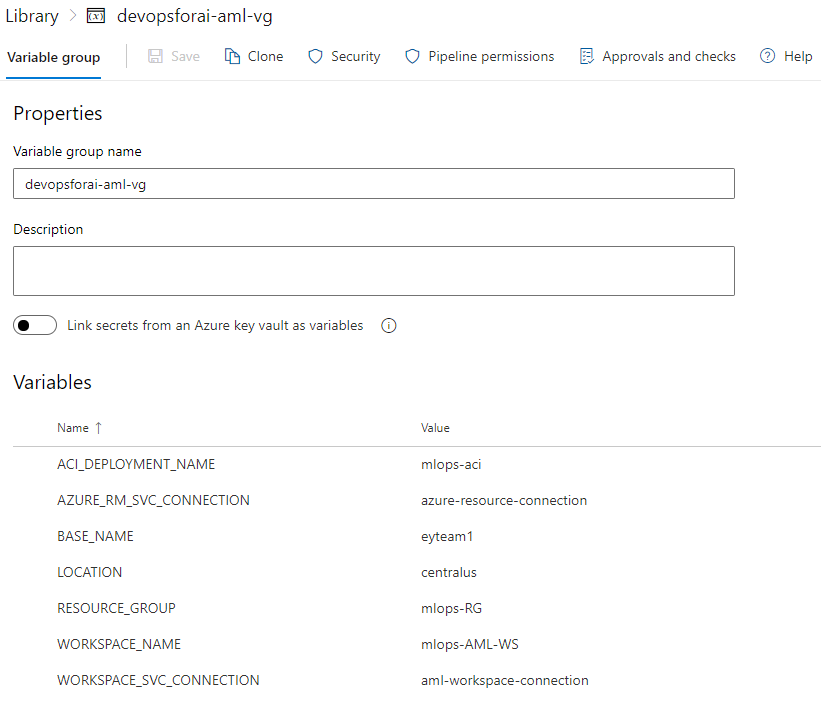 Library > (x) devopsforai-aml-vg
Variable group Save Clone Security Pipeline permissions Approvals and checks Help
Properties
Variable group name
devopsforai-aml-vg
Description
Link secrets from an Azure key vault as variables
Variables
Name ↑ Value
ACI_DEPLOYMENT_NAME mlops-aci
AZURE_RM_SVC_CONNECTION azure-resource-connection
BASE_NAME eyteam1
LOCATION centralus
RESOURCE_GROUP mlops-RG
WORKSPACE_NAME mlops-AML-WS
WORKSPACE_SVC_CONNECTION aml-workspace-connection